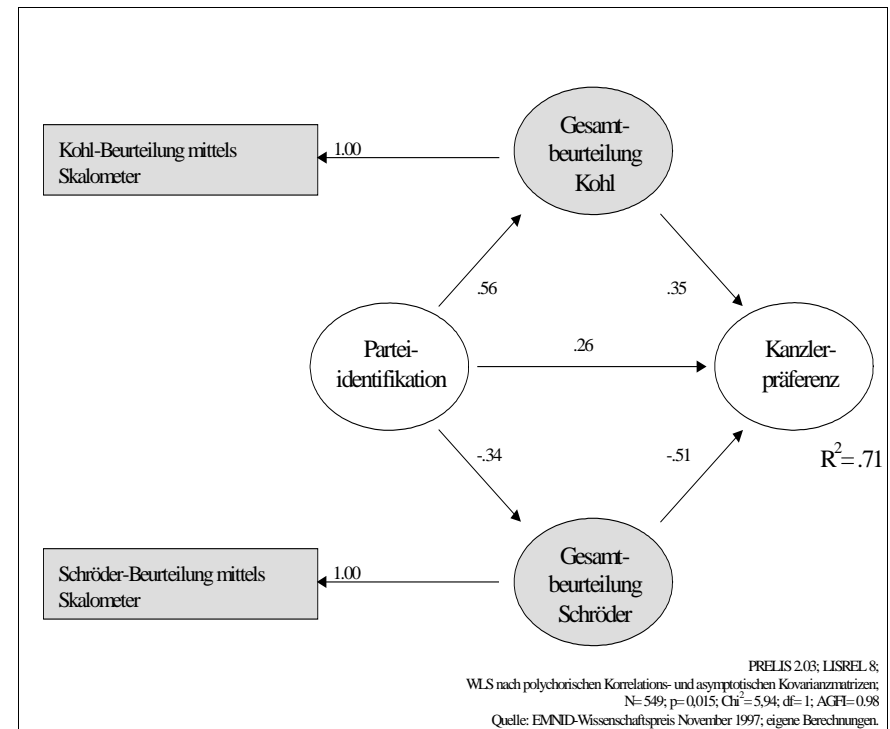 Gesamt-
beurteilung
Kohl
Kohl-Beurteilung mittels
Skalometer
1.00
.56
.35
Partei-
identifikation
.26
Kanzler-
präferenz
-.34
-.51
R²=.71
Gesamt-
beurteilung
Schröder
Schröder-Beurteilung mittels
Skalometer
1.00
PRELIS 2.03; LISREL 8;
WLS nach polychorischen Korrelations- und asymptotischen Kovarianzmatrizen;
N=549; p=0,015; Chi²=5,94; df=1; AGFI=0.98
Quelle: EMNID-Wissenschaftspreis November 1997; eigene Berechnungen.